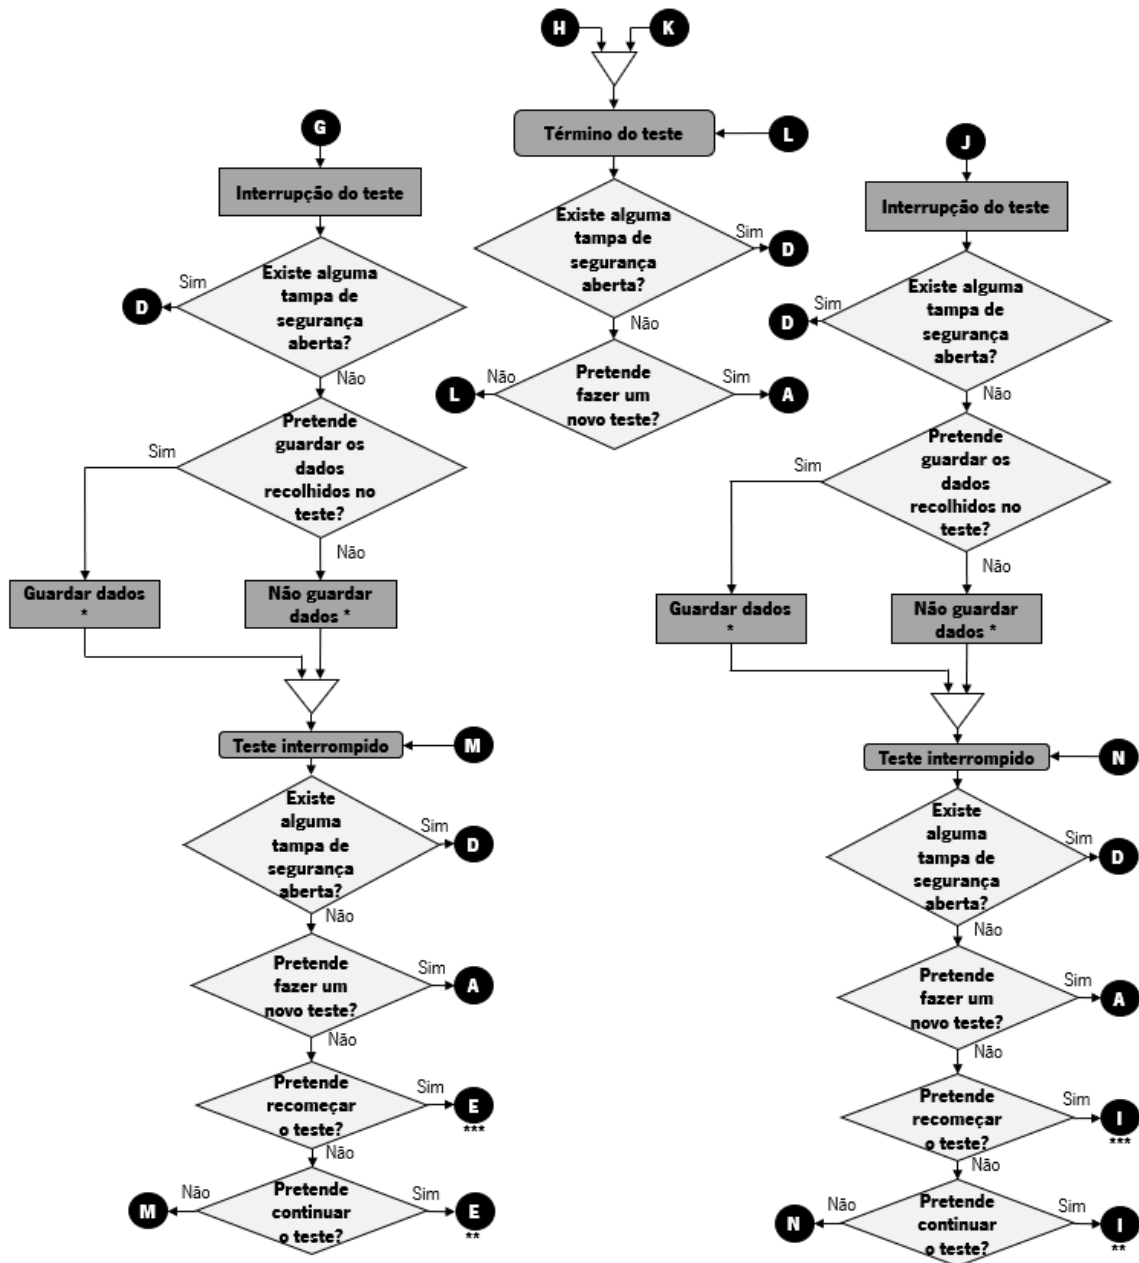 H
K
Término do teste
L
Existe alguma
tampa de
segurança
aberta?
Sim
D
Não
Pretende
fazer um
novo teste?
Não
L
Sim
A
G
Interrupção do teste
Existe alguma
tampa de
segurança
aberta?
Sim
D
Não
Pretende
guardar os
dados
recolhidos no
teste?
Sim
Não
Guardar dados
*
Não guardar
dados *
Teste interrompido
M
Existe
alguma
tampa de
segurança
aberta?
Sim
D
Não
Pretende
fazer um
novo teste?
Sim
A
Não
Pretende
recomeçar
o teste?
Sim
E
***
Não
Pretende
continuar
o teste?
Não
M
Sim
E
**
J
Interrupção do teste
Existe alguma
tampa de
segurança
aberta?
Sim
D
Não
Pretende
guardar os
dados
recolhidos no
teste?
Sim
Não
Guardar dados
*
Não guardar
dados *
Teste interrompido
N
Existe
alguma
tampa de
segurança
aberta?
Sim
D
Não
Pretende
fazer um
novo teste?
Sim
A
Não
Pretende
recomeçar
o teste?
Sim
I
***
Não
Pretende
continuar
o teste?
Não
N
Sim
I
**